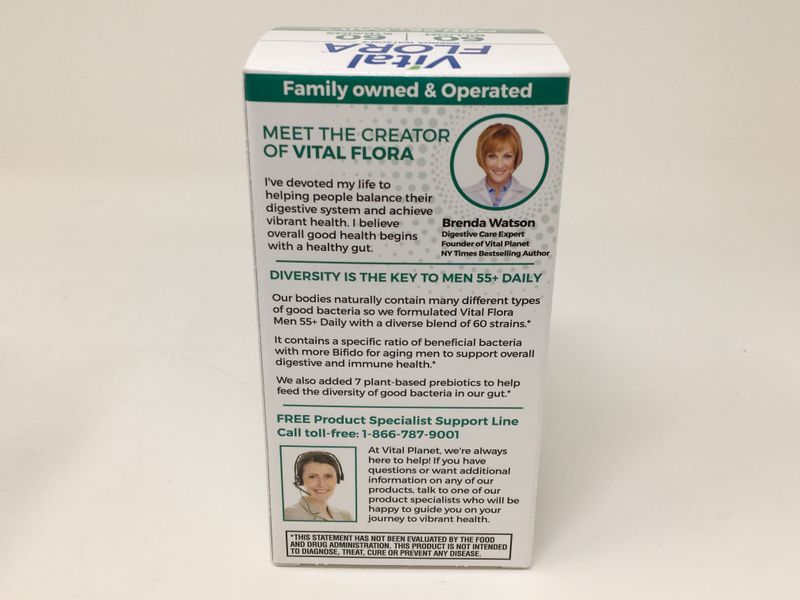 Vital
FLORA
BRENDA WATSON'S
60
BILLION
60
STRAINS
Family owned & Operated
MEET THE CREATOR
OF VITAL FLORA
I've devoted my life to
helping people balance their
digestive system and achieve
vibrant health. I believe
overall good health begins
with a healthy gut.
Brenda Watson
Digestive Care Expert
Founder of Vital Planet
NY Times Bestselling Author
DIVERSITY IS THE KEY TO MEN 55+ DAILY
Our bodies naturally contain many different types
of good bacteria so we formulated Vital Flora
Men 55+ Daily with a diverse blend of 60 strains.*
It contains a specific ratio of beneficial bacteria
with more Bifido for aging men to support overall
digestive and immune health.*
We also added 7 plant-based prebiotics to help
feed the diversity of good bacteria in our gut.*
FREE Product Specialist Support Line
Call toll-free: 1-866-787-9001
At Vital Planet, we're always
here to help! If you have
questions or want additional
information on any of our
products, talk to one of our
product specialists who will be
happy to guide you on your
journey to vibrant health.
*THIS STATEMENT HAS NOT BEEN EVALUATED BY THE FOOD
AND DRUG ADMINISTRATION. THIS PRODUCT IS NOT INTENDED
TO DIAGNOSE, TREAT, CURE OR PREVENT ANY DISEASE.